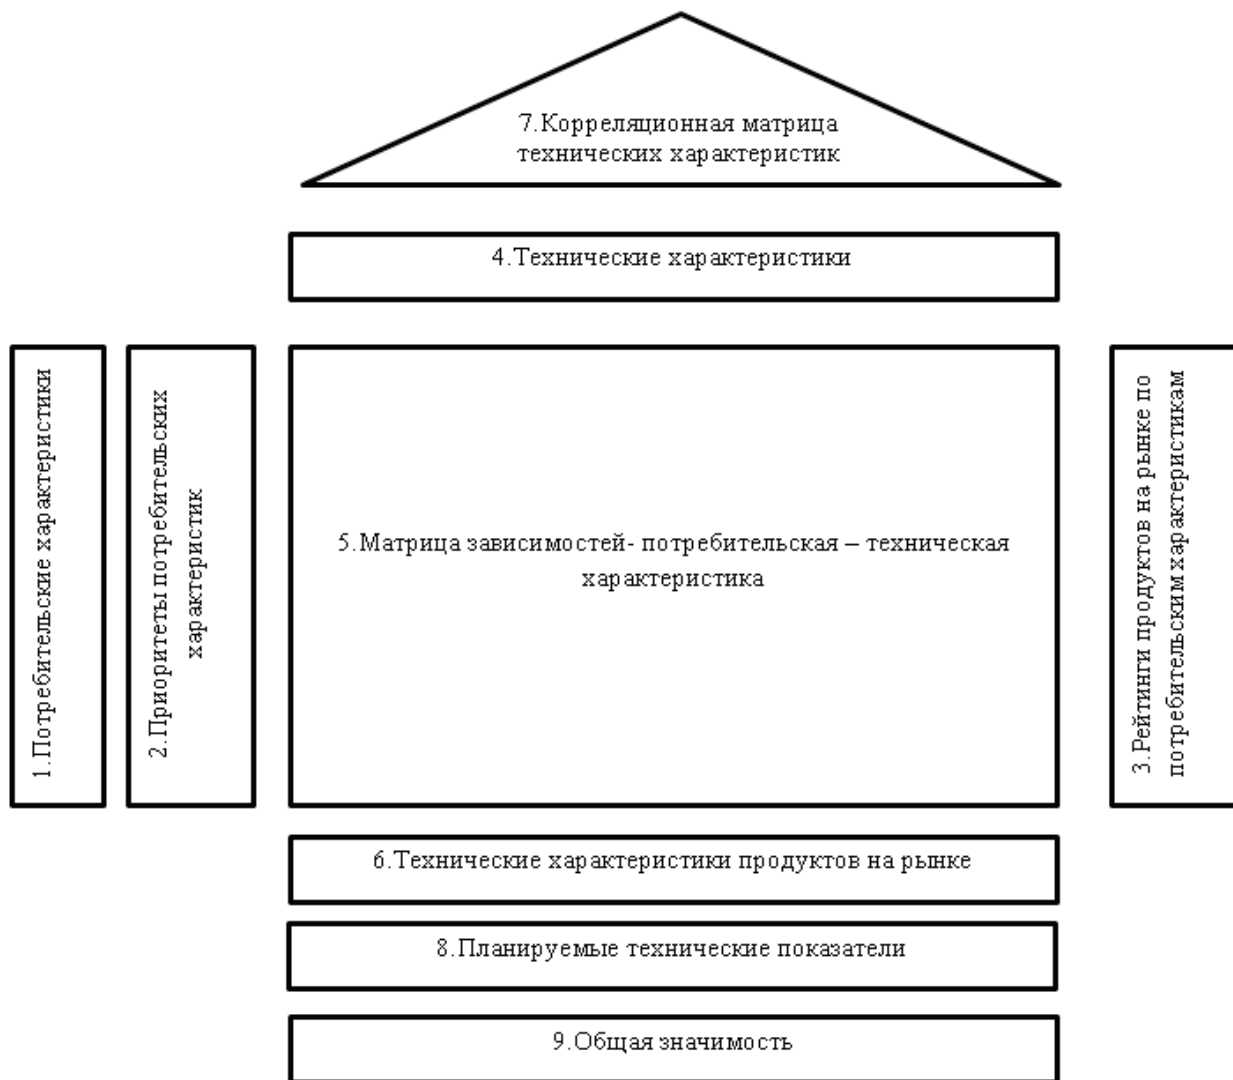 7.Корреляционная матрица
технических характеристик
4.Технические характеристики
1.Потребительские характеристики
2.Приоритеты потребительских
характеристик
5.Матрица зависимостей- потребительская – техническая
характеристика
3.Рейтинги продуктов на рынке по
потребительским характеристикам
6.Технические характеристики продуктов на рынке
8.Планируемые технические показатели
9.Общая значимость